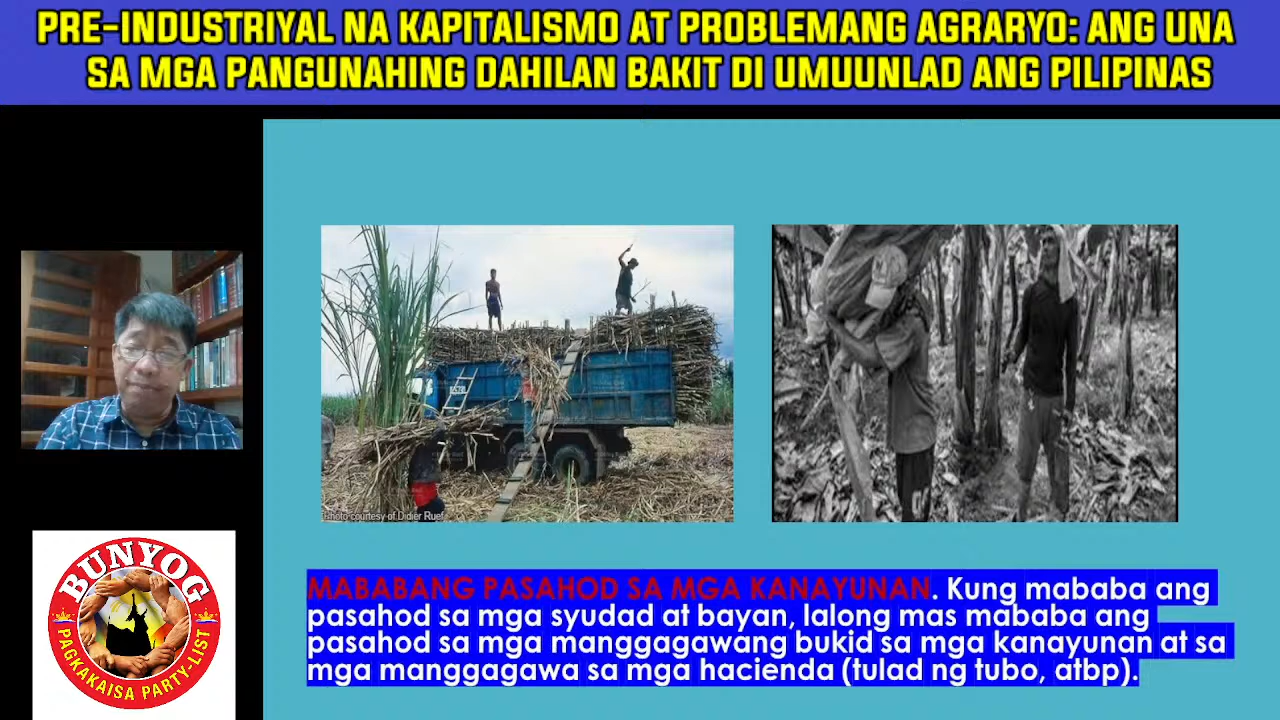 PRE-INDUSTRIYAL NA KAPITALISMO AT PROBLEMANG AGRARYO: ANG UNA
SA MGA PANGUNAHING DAHILAN BAKIT DI UMUUNLAD ANG PILIPINAS
Photo courtesy of Didier Ruef
MABABANG PASAHOD SA MGA KANAYUNAN. Kung mababa ang
pasahod sa mga syudad at bayan, lalong mas mababa ang
pasahod sa mga manggagawang bukid sa mga kanayunan at sa
mga manggagawa sa mga hacienda (tulad ng tubo, atbp).
BUNYOG
PAGKAKAISA PARTY-LIST